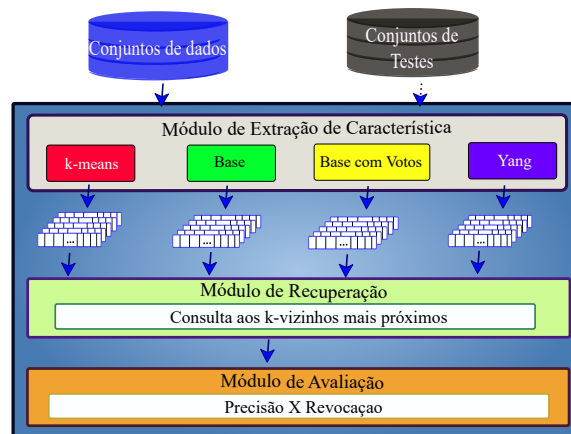 Conjuntos de dados
Conjuntos de
Testes
Módulo de Extração de Característica
k-means
Base
Base com Votos
Yang
...
...
...
...
Módulo de Recuperação
Consulta aos k-vizinhos mais próximos
Módulo de Avaliação
Precisão X Revocaçao